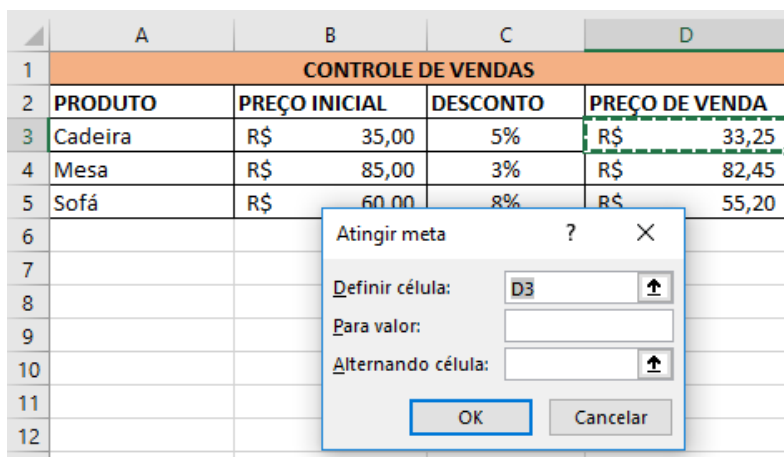 A B C D
1 CONTROLE DE VENDAS
2 PRODUTO PREÇO INICIAL DESCONTO PREÇO DE VENDA
3 Cadeira R$ 35,00 5% R$ 33,25
4 Mesa R$ 85,00 3% R$ 82,45
5 Sofá R$ 60,00 8% R$ 55,20
6
Atingir meta ? ×
7
Definir célula: D3
8
Para valor:
9
Alternando célula:
10
11
OK Cancelar
12